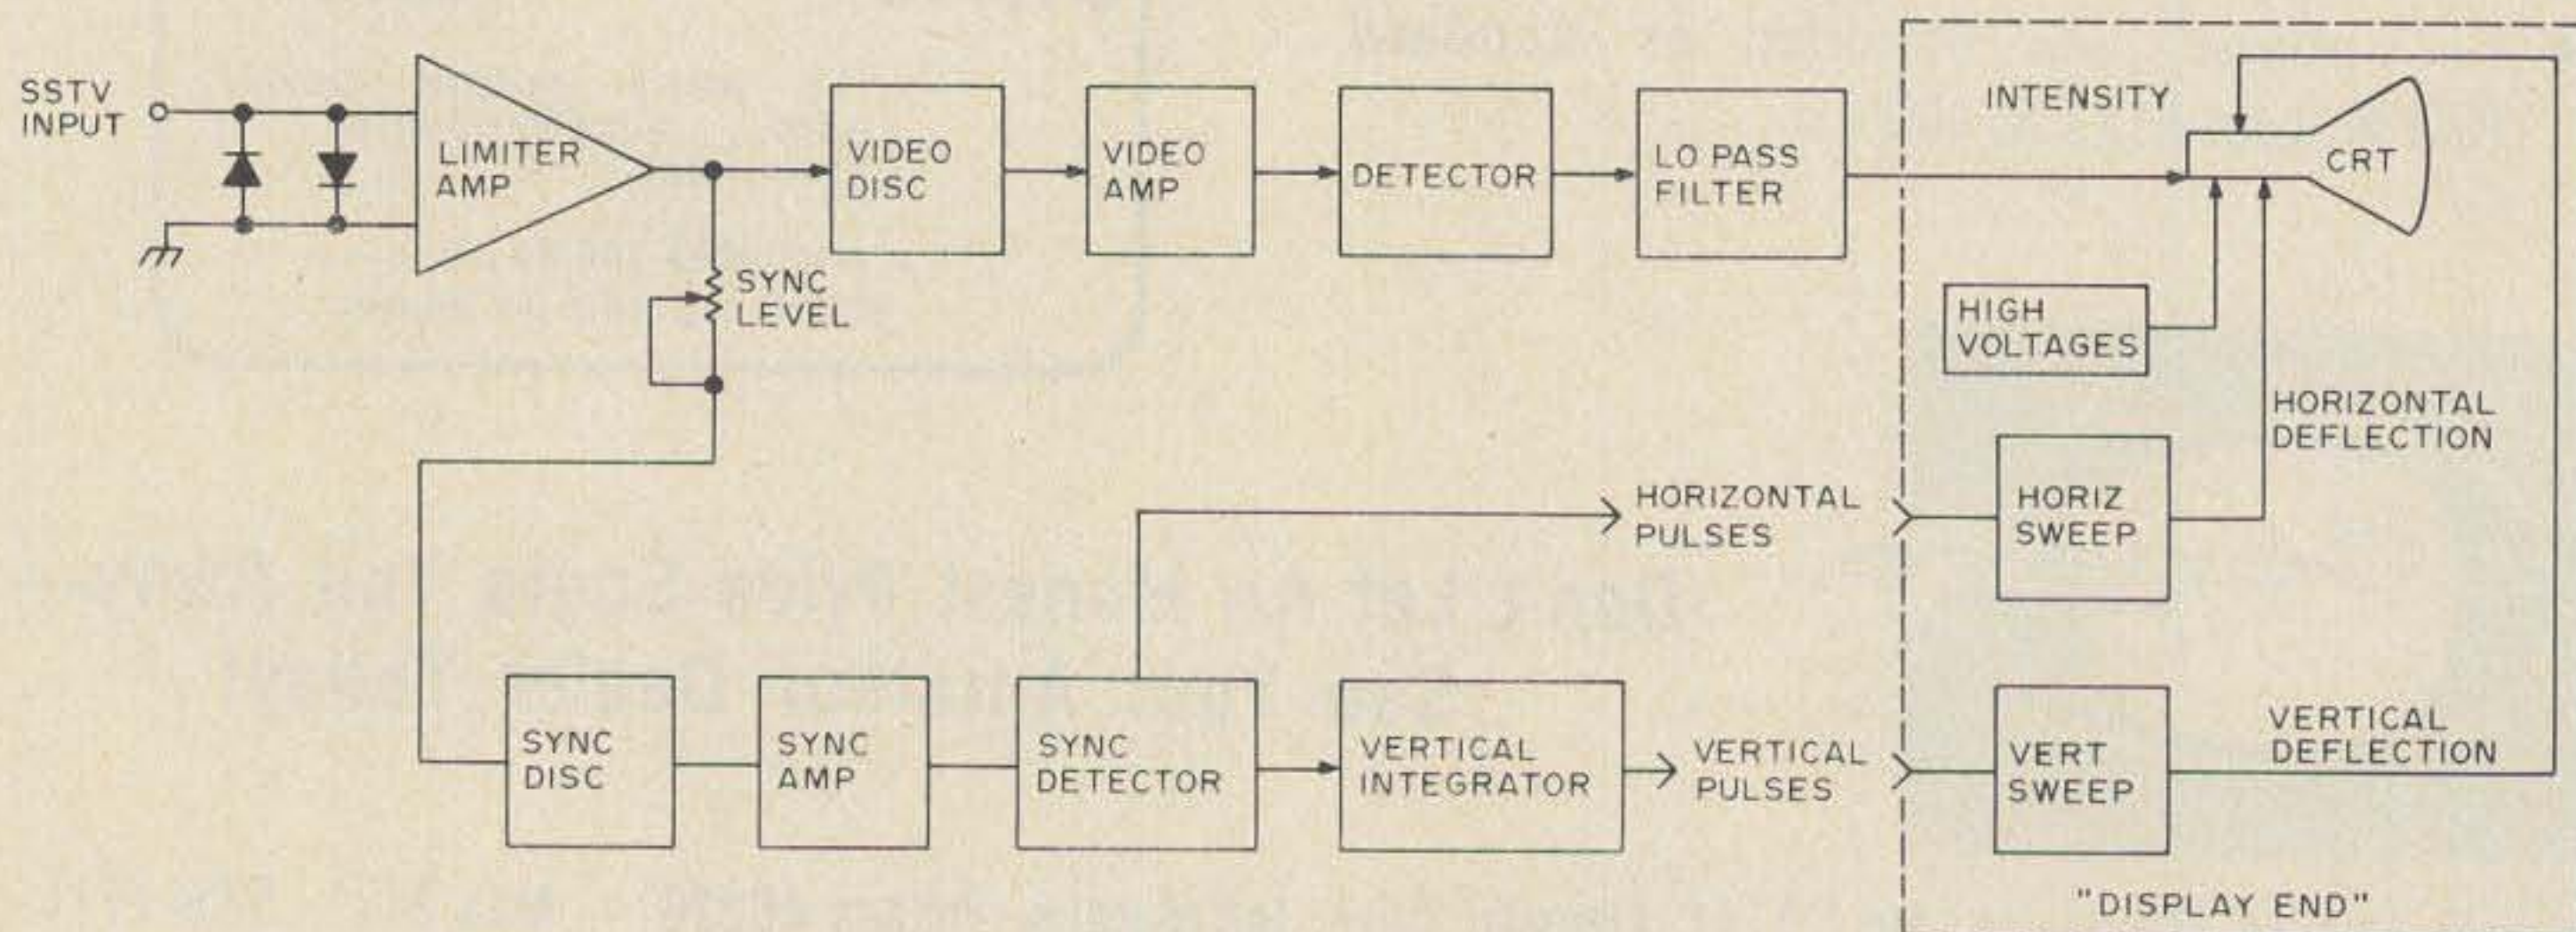 SSTV
INPUT
LIMITER
AMP
VIDEO
DISC
VIDEO
AMP
DETECTOR
LO PASS
FILTER
INTENSITY
CRT
SYNC
LEVEL
HIGH
VOLTAGES
HORIZONTAL
DEFLECTION
HORIZONTAL
PULSES
HORIZ
SWEEP
SYNC
DISC
SYNC
AMP
SYNC
DETECTOR
VERTICAL
INTEGRATOR
VERTICAL
PULSES
VERT
SWEEP
VERTICAL
DEFLECTION
"DISPLAY END"